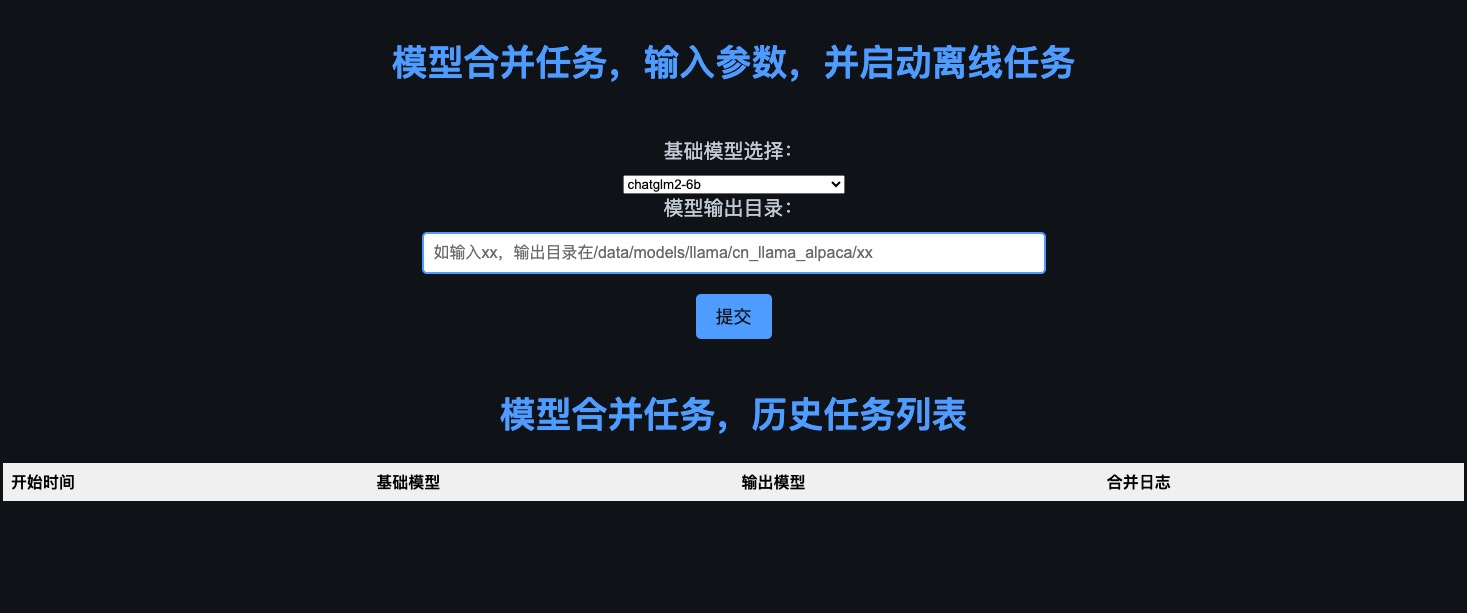 模型合并任务，输入参数，并启动离线任务
基础模型选择：
chatglm2-6b
模型输出目录：
如输入xx，输出目录在/data/models/llama/cn_llama_alpaca/xx
提交
模型合并任务，历史任务列表
开始时间 基础模型 输出模型 合并日志